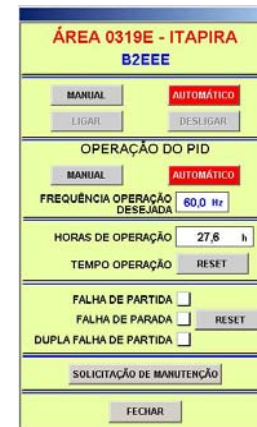 ÁREA 0319E - ITAPIRA
B2EEE
MANUAL AUTOMÁTICO
LIGAR DESLIGAR
OPERAÇÃO DO PID
MANUAL AUTOMÁTICO
FREQUÊNCIA OPERAÇÃO
DESEJADA 60,0 Hz
HORAS DE OPERAÇÃO 27,6 h
TEMPO OPERAÇÃO RESET
FALHA DE PARTIDA
FALHA DE PARADA RESET
DUPLA FALHA DE PARTIDA
SOLICITAÇÃO DE MANUTENÇÃO
FECHAR